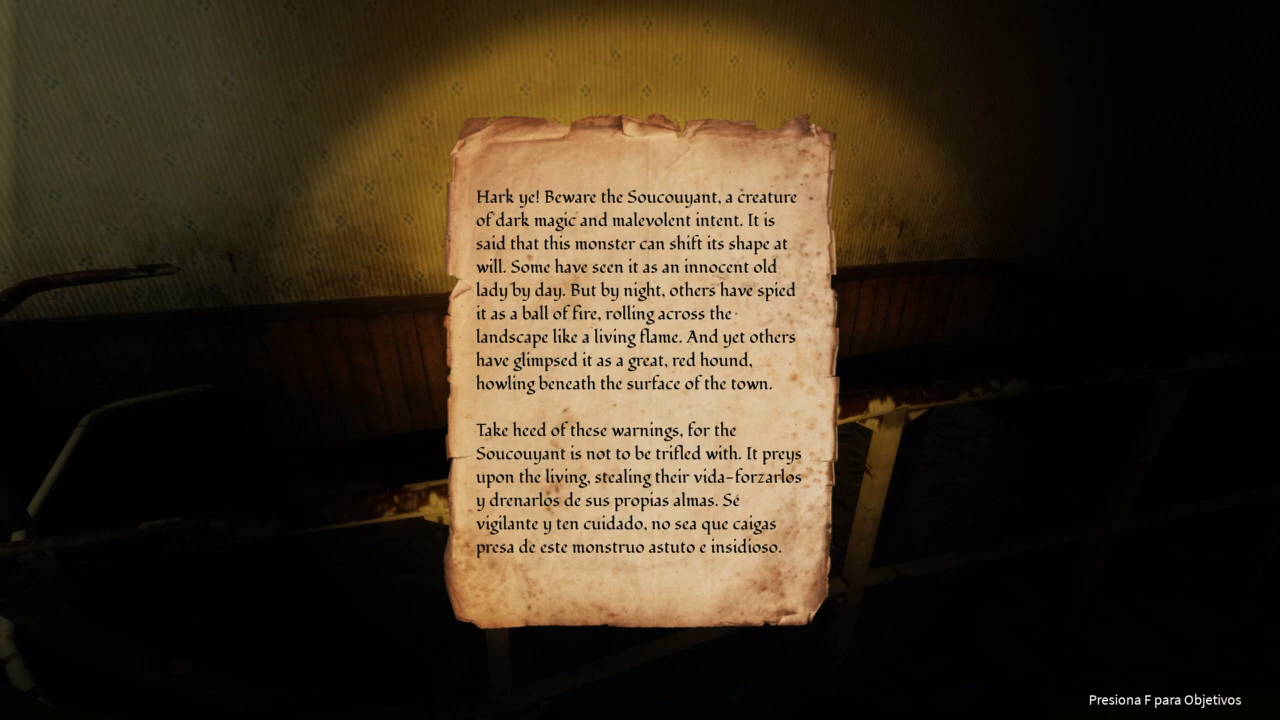 Hark ye! Beware the Soucouyant, a creature
of dark magic and malevolent intent. It is
said that this monster can shift its shape at
will. Some have seen it as an innocent old
lady by day. But by night, others have spied
it as a ball of fire, rolling across the
landscape like a living flame. And yet others
have glimpsed it as a great, red hound,
howling beneath the surface of the town.
Take heed of these warnings, for the
Soucouyant is not to be trifled with. It preys
upon the living, stealing their vida-forzarlos
y drenarlos de sus propias almas. Sé
vigilante y ten cuidado, no sea que caigas
presa de este monstruo astuto e insidioso.
Presiona F para Objetivos